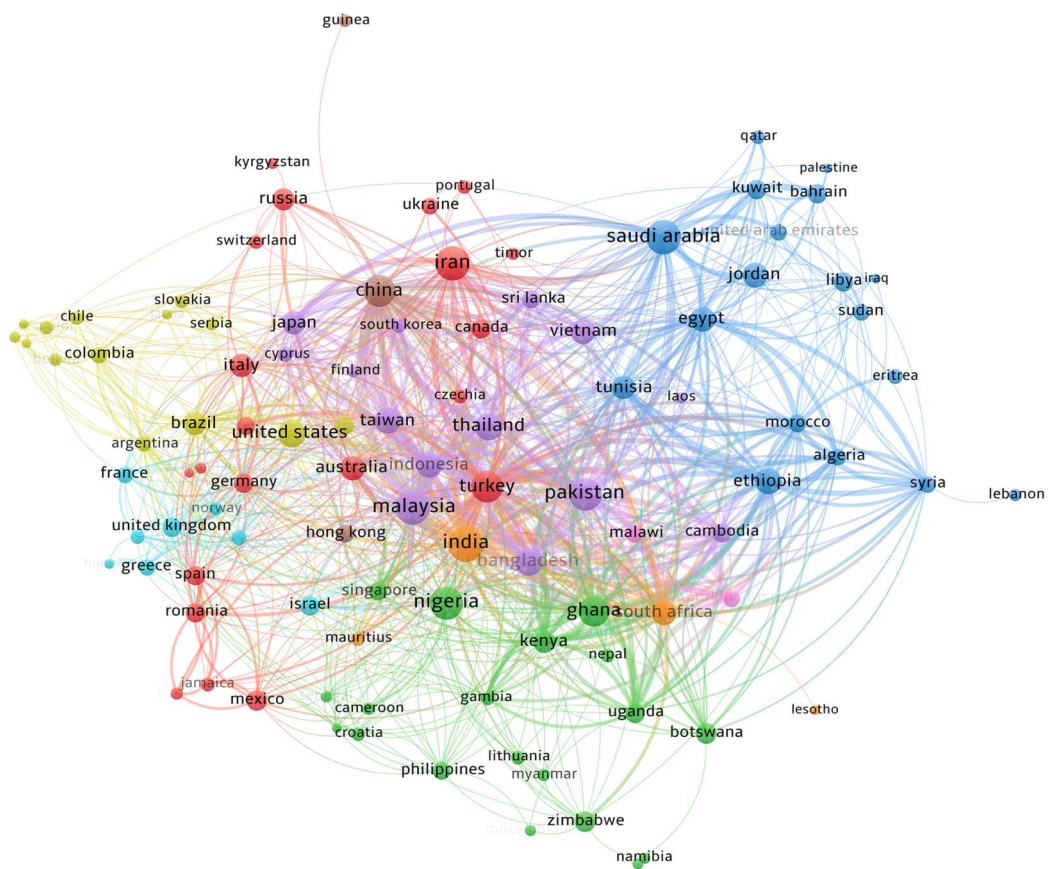 guinea
qatar
kyrgyzstan
palestine
portugal
kuwait
bahrain
russia
ukraine
switzerland
saudi arabia
united arab emirates
iran
timor
jordan
libya
iraq
china
slovakia
sri lanka
sudan
chile
serbia
japan
south korea
canada
vietnam
egypt
colombia
cyprus
italy
finland
eritrea
tunisia
czechia
laos
brazil
taiwan
thailand
morocco
united states
argentina
algeria
france
germany
australia
indonesia
turkey
pakistan
ethiopia
syria
lebanon
norway
malaysia
united kingdom
hong kong
india
malawi
cambodia
bangladesh
greece
spain
singapore
romania
israel
nigeria
ghana
south africa
mauritius
kenya
nepal
jamaica
mexico
gambia
cameroon
uganda
lesotho
croatia
botswana
lithuania
philippines
myanmar
zimbabwe
namibia